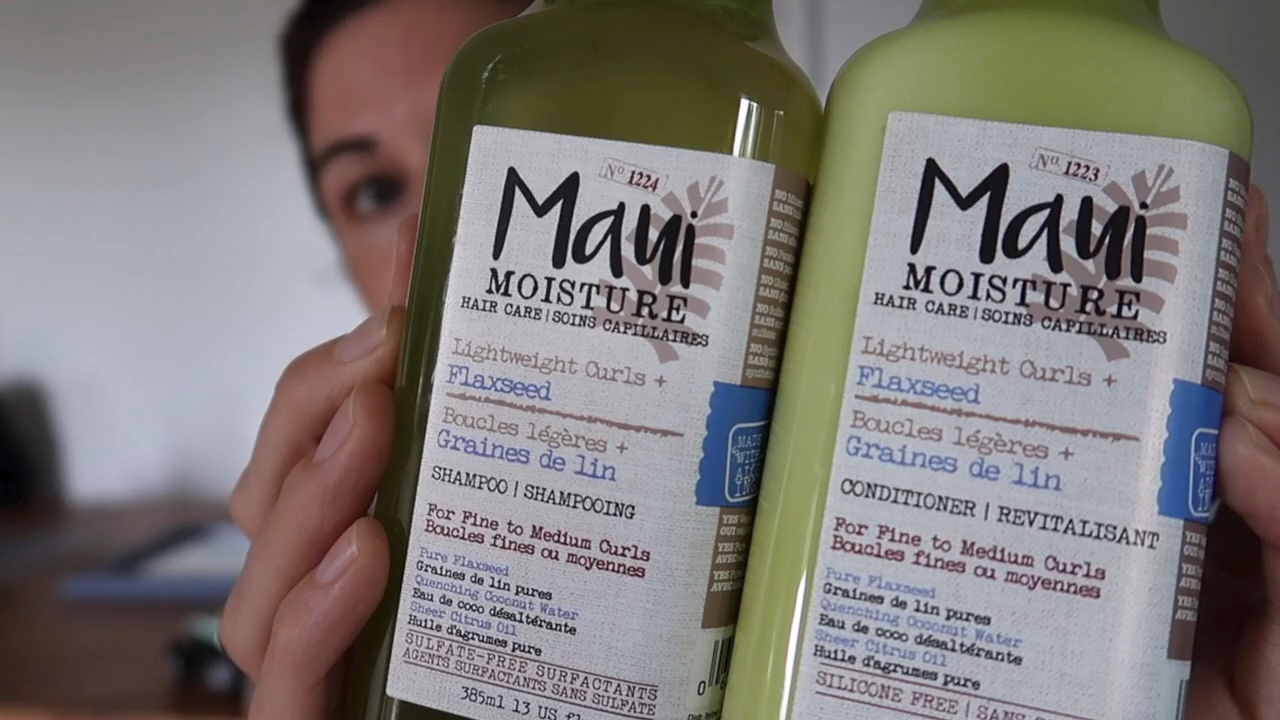 Nº 1224
Maui
MOISTURE
HAIR CARE | SOINS CAPILLAIRES
Lightweight Curls +
Flaxseed
Boucles légères +
Graines de lin
SHAMPOO | SHAMPOOING
For Fine to Medium Curls
Boucles fines ou moyennes
Pure Flaxseed
Graines de lin pures
Quenching Coconut Water
Eau de coco désaltérante
Sheer Citrus Oil
Huile d'agrumes pure
SULFATE-FREE SURFACTANTS
AGENTS SURFACTANTS SANS SULFATE
385ml 13 US fl
MADE
WITH
Nº 1223
Maui
MOISTURE
HAIR CARE | SOINS CAPILLAIRES
Lightweight Curls +
Flaxseed
Boucles légères +
Graines de lin
CONDITIONER | REVITALISANT
For Fine to Medium Curls
Boucles fines ou moyennes
Pure Flaxseed
Graines de lin pures
Quenching Coconut Water
Eau de coco désaltérante
Sheer Citrus Oil
Huile d'agrumes pure
SILICONE FREE | SANS
MADE
WITH